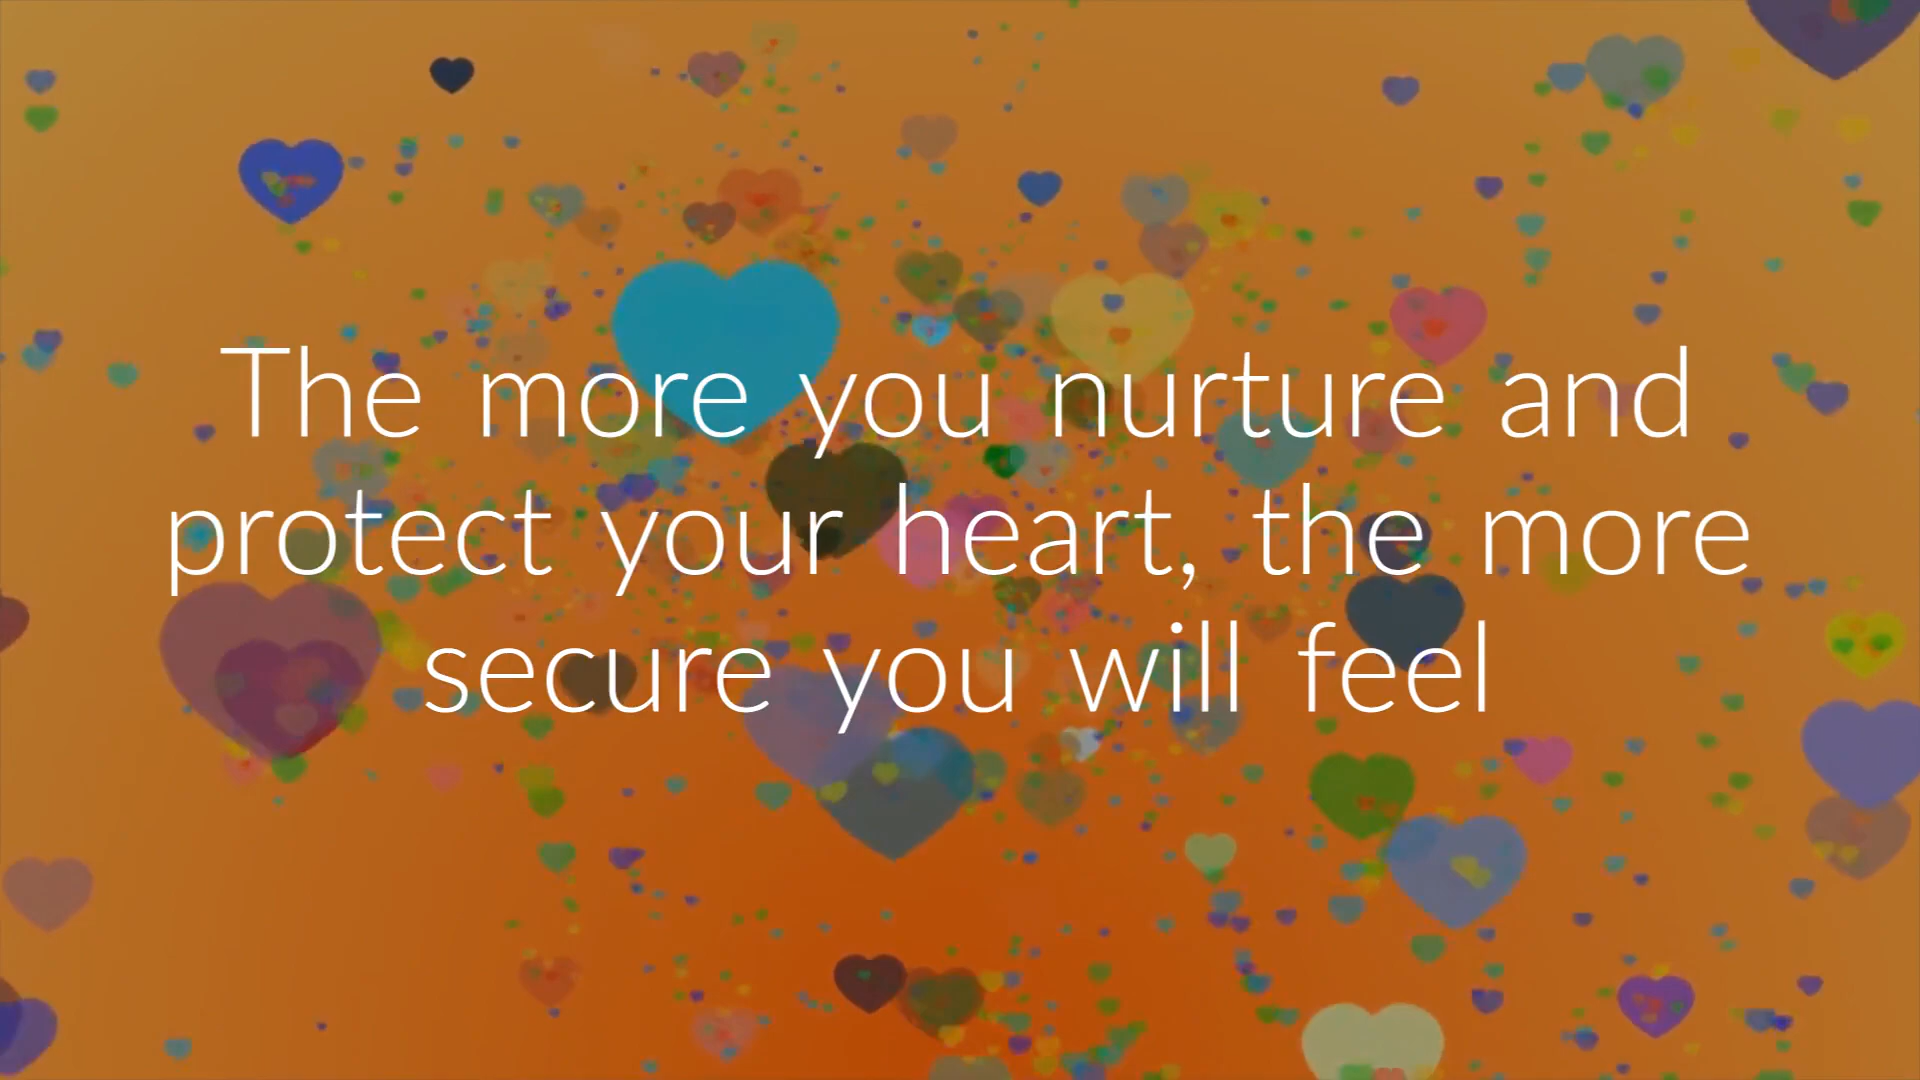 The more you nurture and
protect your heart, the more
secure you will feel